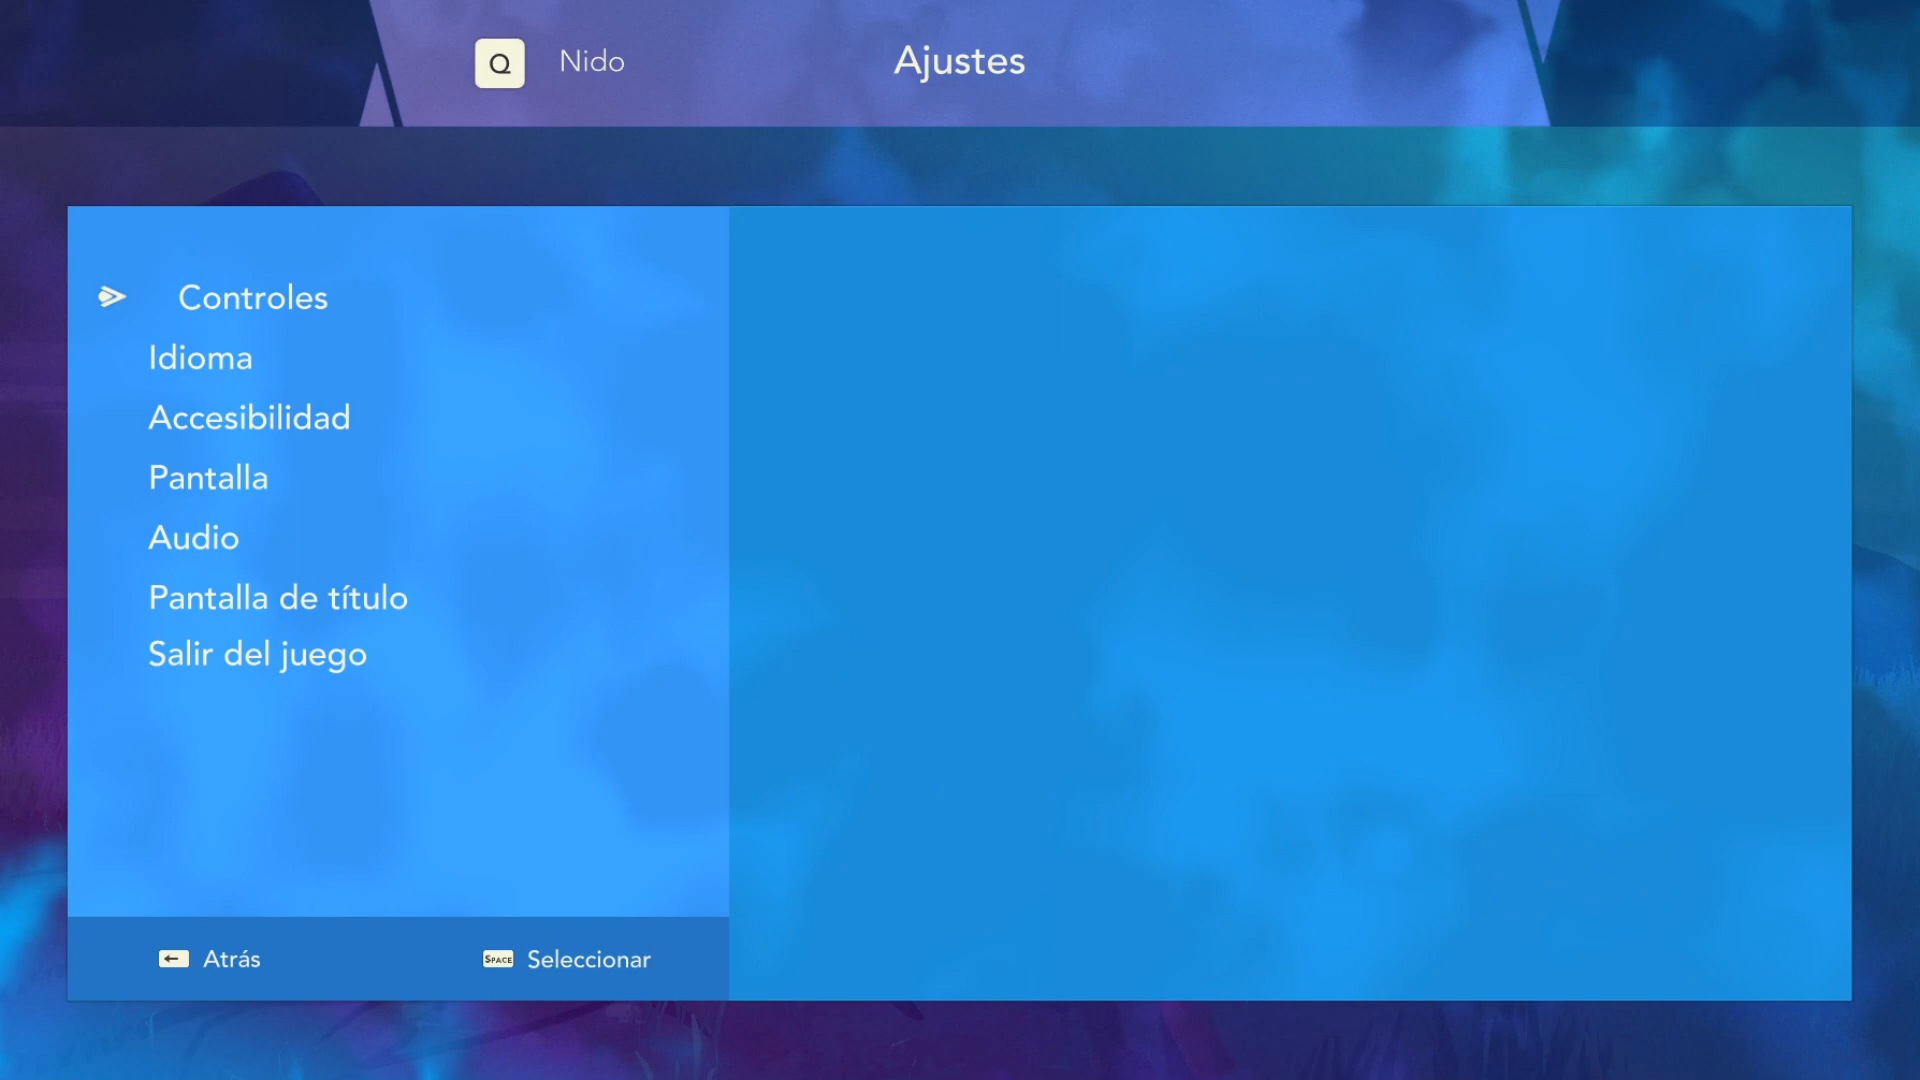 Q Nido Ajustes
Controles
Idioma
Accesibilidad
Pantalla
Audio
Pantalla de título
Salir del juego
← Atrás SPACE Seleccionar